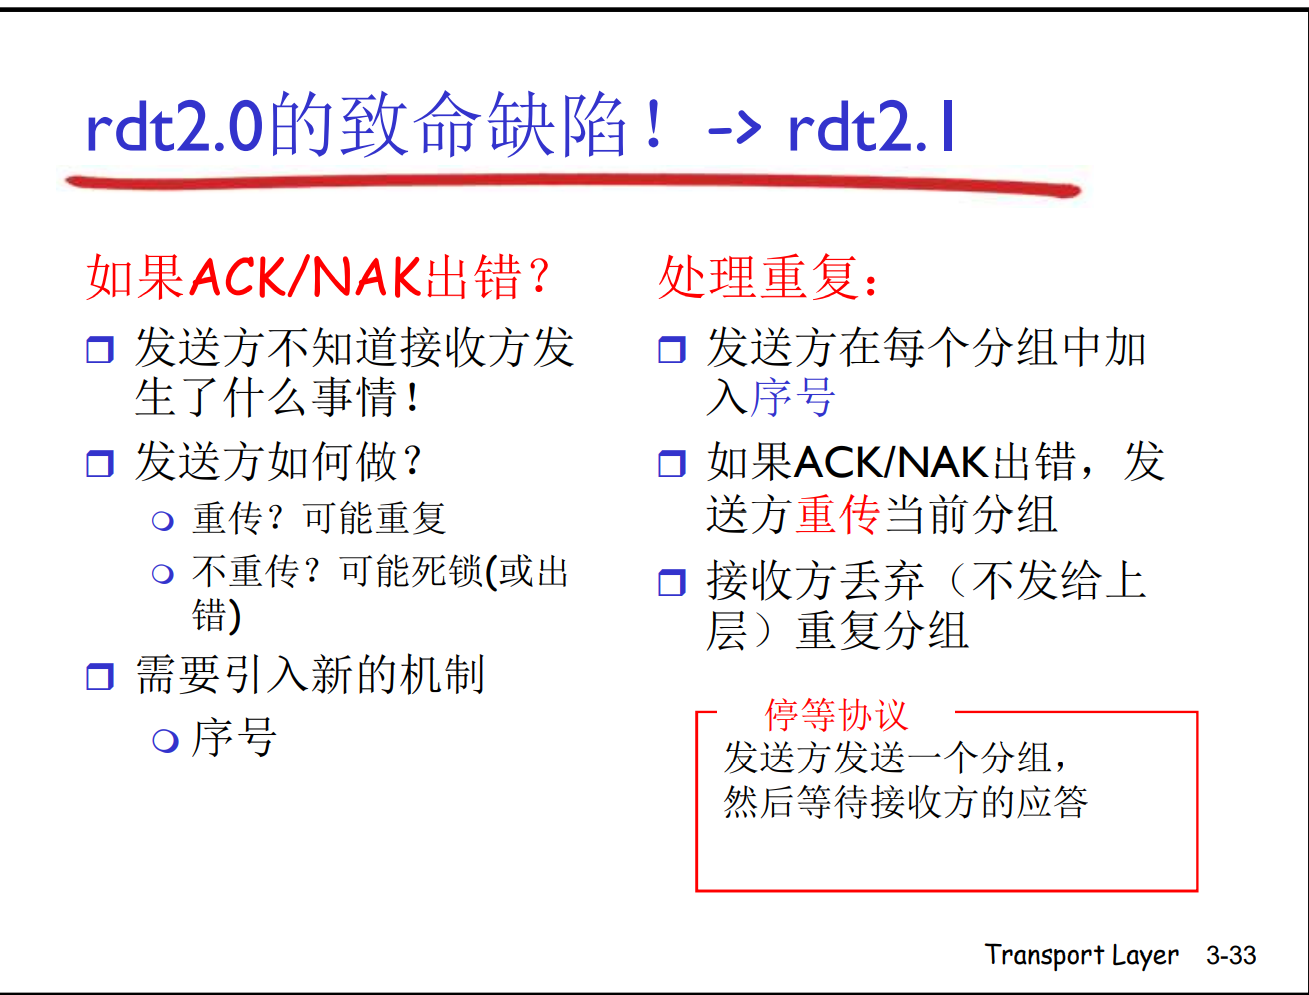 rdt2.0的致命缺陷！-> rdt2.1
如果ACK/NAK出错？
发送方不知道接收方发
生了什么事情！
发送方如何做？
重传？可能重复
不重传？可能死锁(或出
错)
需要引入新的机制
序号
处理重复：
发送方在每个分组中加
入序号
如果ACK/NAK出错，发
送方重传当前分组
接收方丢弃（不发给上
层）重复分组
停等协议
发送方发送一个分组，
然后等待接收方的应答
Transport Layer 3-33